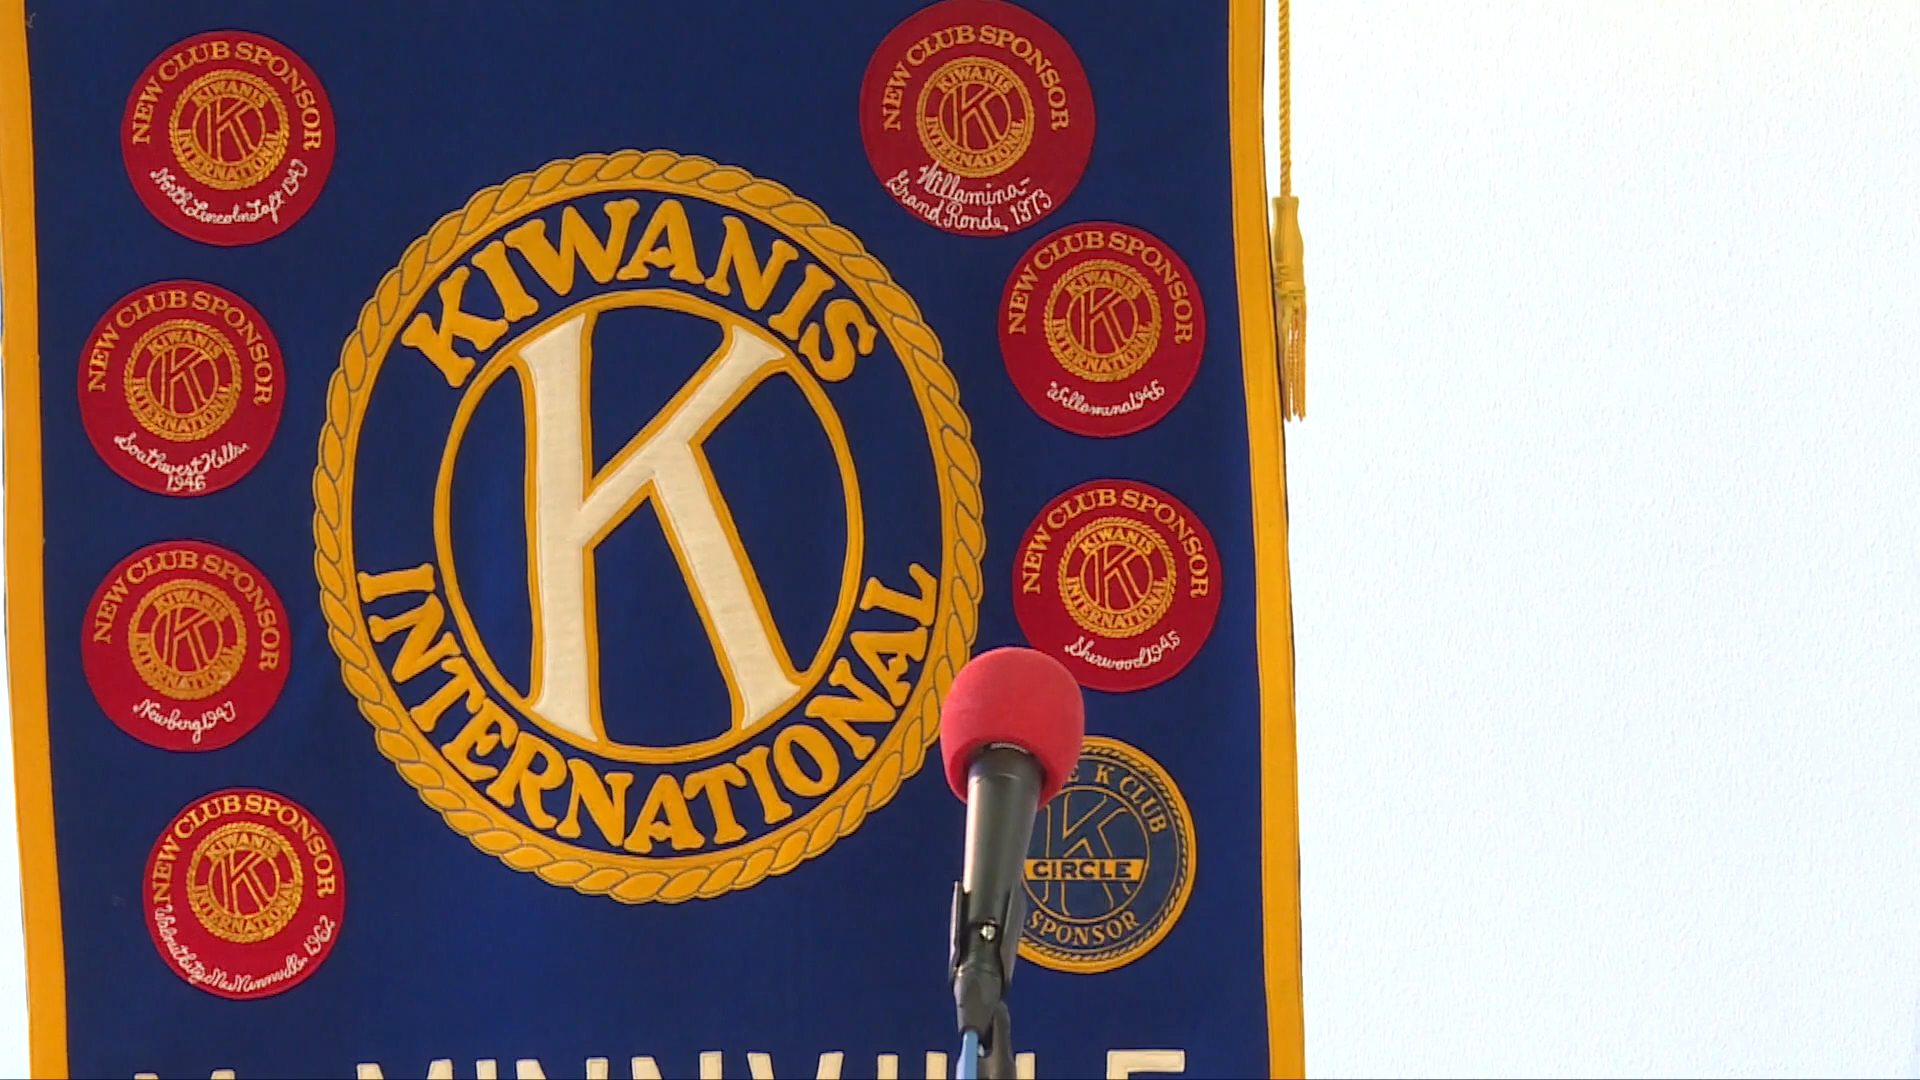 NEW CLUB SPONSOR
KIWANIS
K
INTERNATIONAL
North Lincoln Taft 1947
NEW CLUB SPONSOR
KIWANIS
K
INTERNATIONAL
Willamina-
Grand Ronde, 1973
KIWANIS
K
INTERNATIONAL
NEW CLUB SPONSOR
KIWANIS
K
INTERNATIONAL
Southwest Hills
1946
NEW CLUB SPONSOR
KIWANIS
K
INTERNATIONAL
Willamina 1946
NEW CLUB SPONSOR
KIWANIS
K
INTERNATIONAL
Newberg 1947
NEW CLUB SPONSOR
KIWANIS
K
INTERNATIONAL
Sherwood 1945
NEW CLUB SPONSOR
KIWANIS
K
INTERNATIONAL
1962
K CLUB
K
CIRCLE
SPONSOR
McMINNVILLE